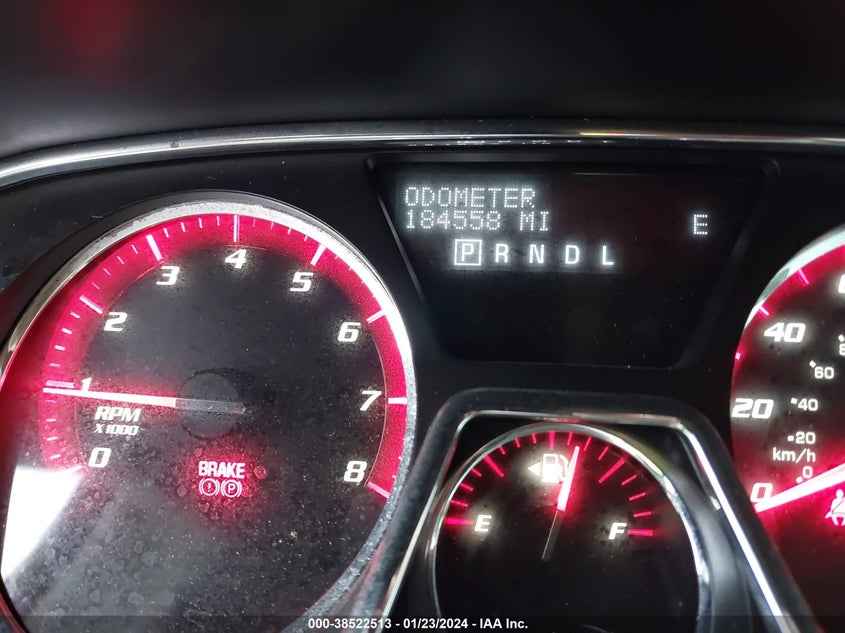 ODOMETER
184558 MI
E
P R N D L
0
1
2
3
4
5
6
7
8
RPM
X 1000
BRAKE
P
E
F
0
20
40
0
20
40
60
km/h
000-38522513 - 01/23/2024 - IAA Inc.